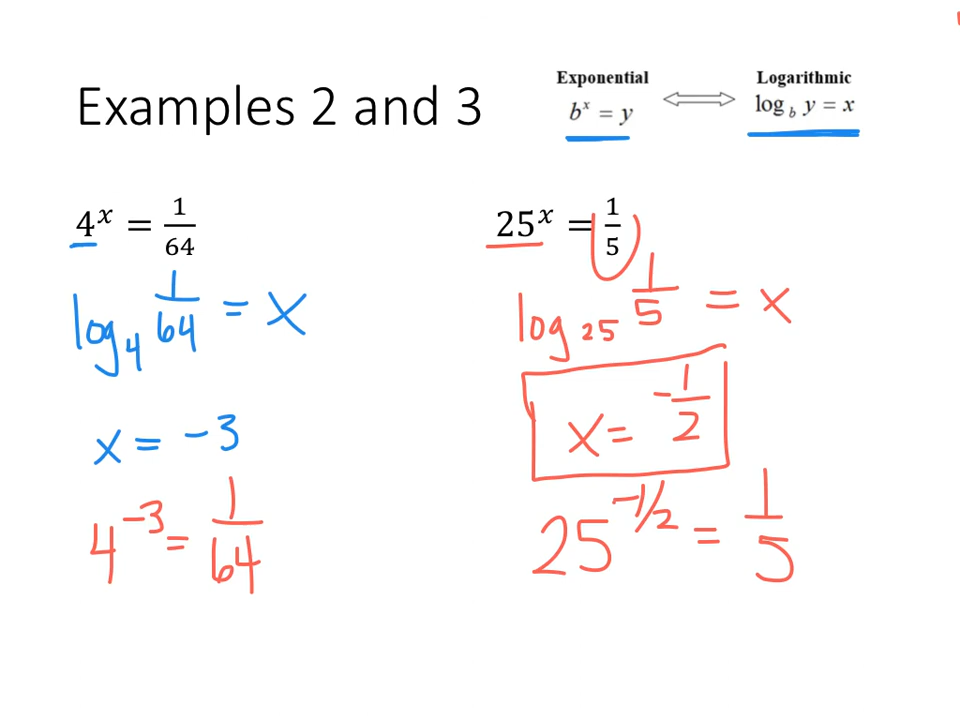 Examples 2 and 3
Exponential
b^x = y
Logarithmic
log_b y = x
4^x = 1/64
log_4 1/64 = x
x = -3
4^-3 = 1/64
25^x = 1/5
log_25 1/5 = x
x = -1/2
25^-1/2 = 1/5